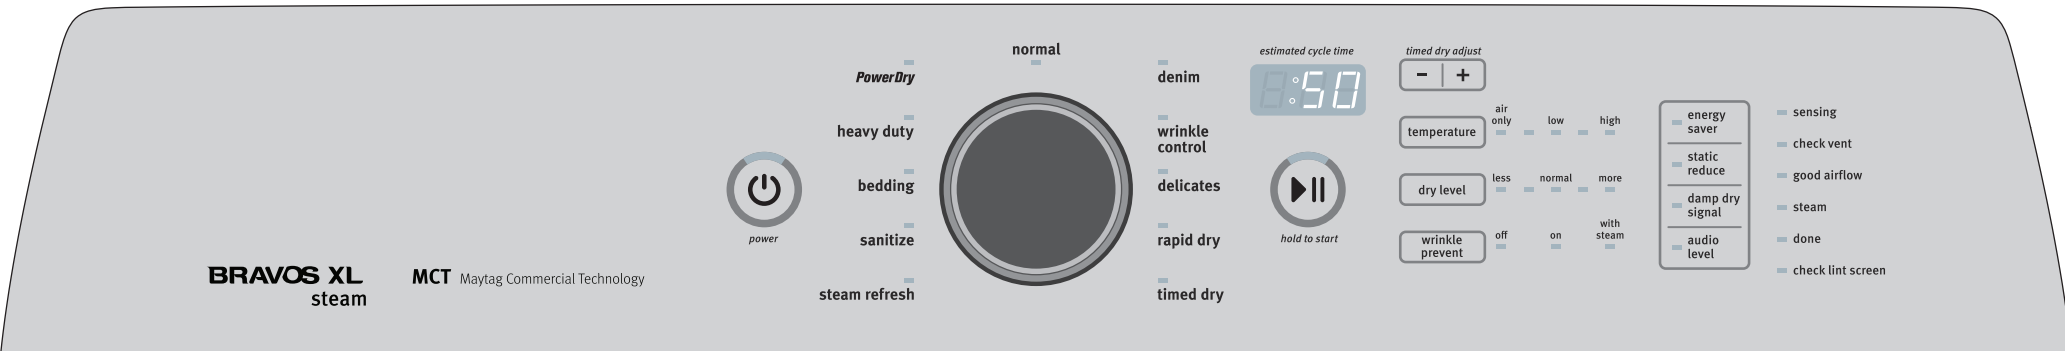 BRAVOS XL
steam
MCT Maytag Commercial Technology
power
PowerDry
heavy duty
bedding
sanitize
steam refresh
normal
denim
wrinkle
control
delicates
rapid dry
timed dry
estimated cycle time
:50
hold to start
timed dry adjust
- +
temperature
air
only
low
high
dry level
less
normal
more
wrinkle
prevent
off
on
with
steam
energy
saver
static
reduce
damp dry
signal
audio
level
sensing
check vent
good airflow
steam
done
check lint screen